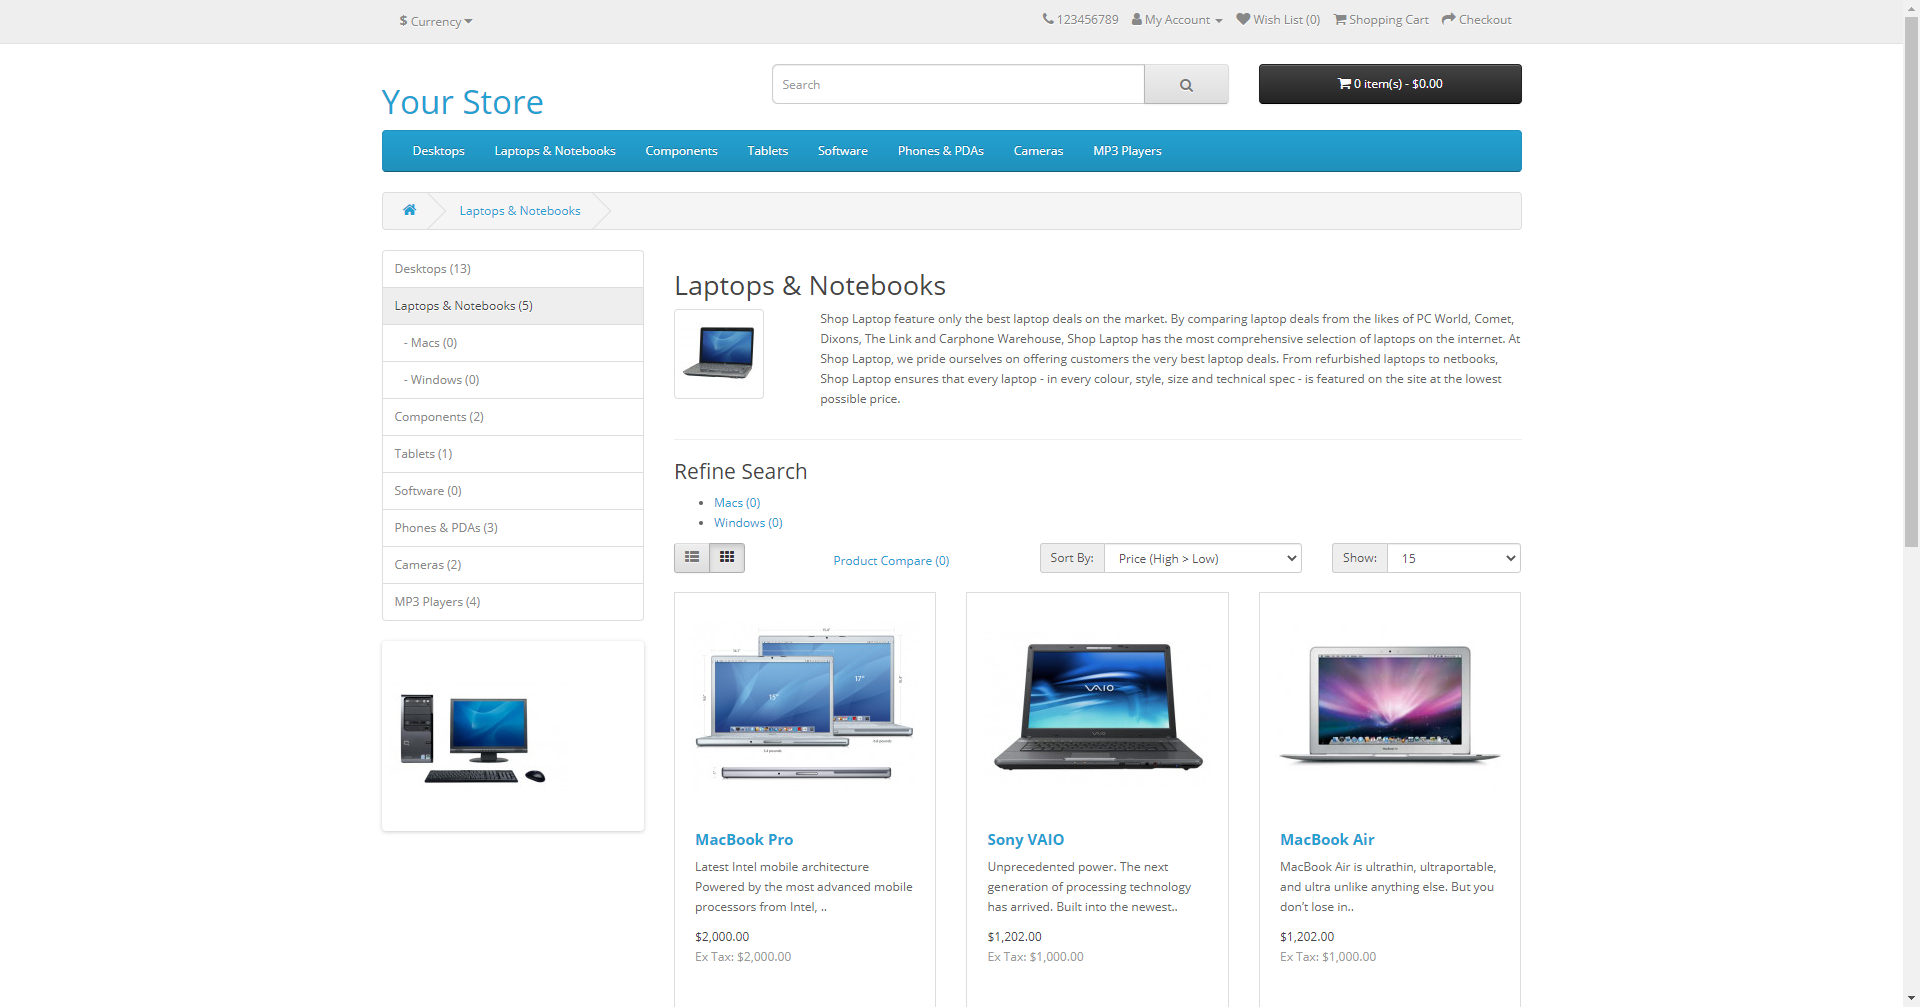 $ Currency
123456789 My Account Wish List (0) Shopping Cart Checkout
Your Store
Search
0 item(s) - $0.00
Desktops Laptops & Notebooks Components Tablets Software Phones & PDAs Cameras MP3 Players
Laptops & Notebooks
Desktops (13)
Laptops & Notebooks (5)
- Macs (0)
- Windows (0)
Components (2)
Tablets (1)
Software (0)
Phones & PDAs (3)
Cameras (2)
MP3 Players (4)
Laptops & Notebooks
Shop Laptop feature only the best laptop deals on the market. By comparing laptop deals from the likes of PC World, Comet,
Dixons, The Link and Carphone Warehouse, Shop Laptop has the most comprehensive selection of laptops on the internet. At
Shop Laptop, we pride ourselves on offering customers the very best laptop deals. From refurbished laptops to netbooks,
Shop Laptop ensures that every laptop - in every colour, style, size and technical spec - is featured on the site at the lowest
possible price.
Refine Search
Macs (0)
Windows (0)
Product Compare (0)
Sort By: Price (High > Low)
Show: 15
15"
17"
MacBook Pro
Latest Intel mobile architecture
Powered by the most advanced mobile
processors from Intel, ..
$2,000.00
Ex Tax: $2,000.00
VAIO
Sony VAIO
Unprecedented power. The next
generation of processing technology
has arrived. Built into the newest..
$1,202.00
Ex Tax: $1,000.00
MacBook Air
MacBook Air is ultrathin, ultraportable,
and ultra unlike anything else. But you
don’t lose in..
$1,202.00
Ex Tax: $1,000.00